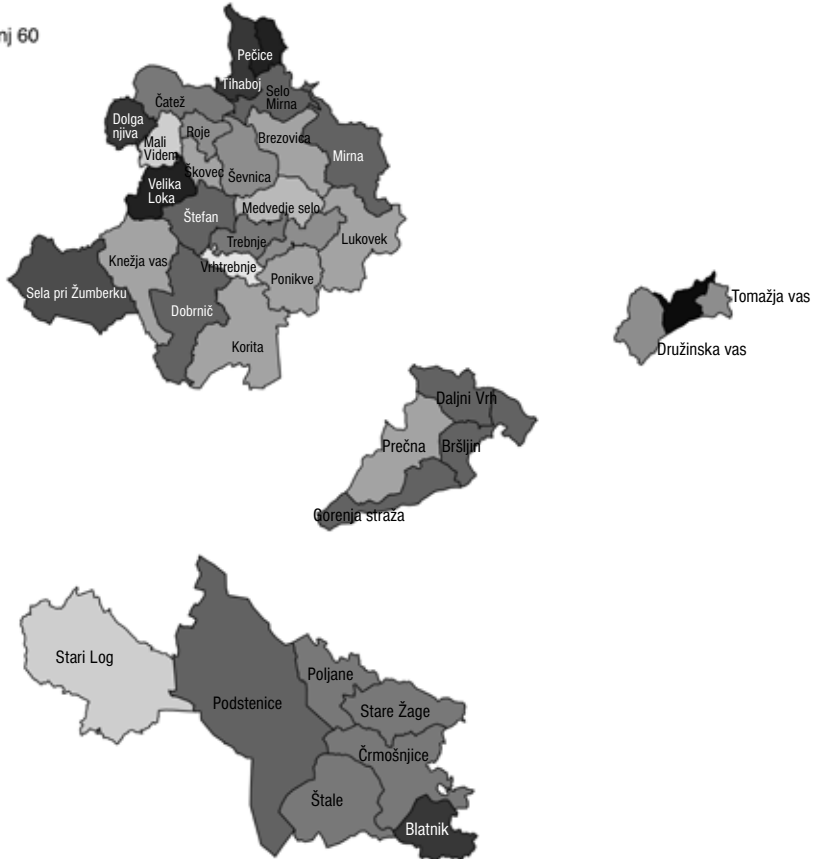 nj 60
Pečice
Tihaboj
Selo
Mirna
Čatež
Dolga
njiva
Roje
Mali
Videm
Brezovica
Mirna
Škovec
Ševnica
Velika
Loka
Štefan
Medvedje selo
Trebnje
Lukovek
Knežja vas
Vrhtrebnje
Ponikve
Sela pri Žumberku
Dobrnič
Korita
Tomažja vas
Družinska vas
Daljni Vrh
Prečna
Bršljin
Gorenja straža
Stari Log
Poljane
Podstenice
Stare Žage
Črmošnjice
Štale
Blatnik